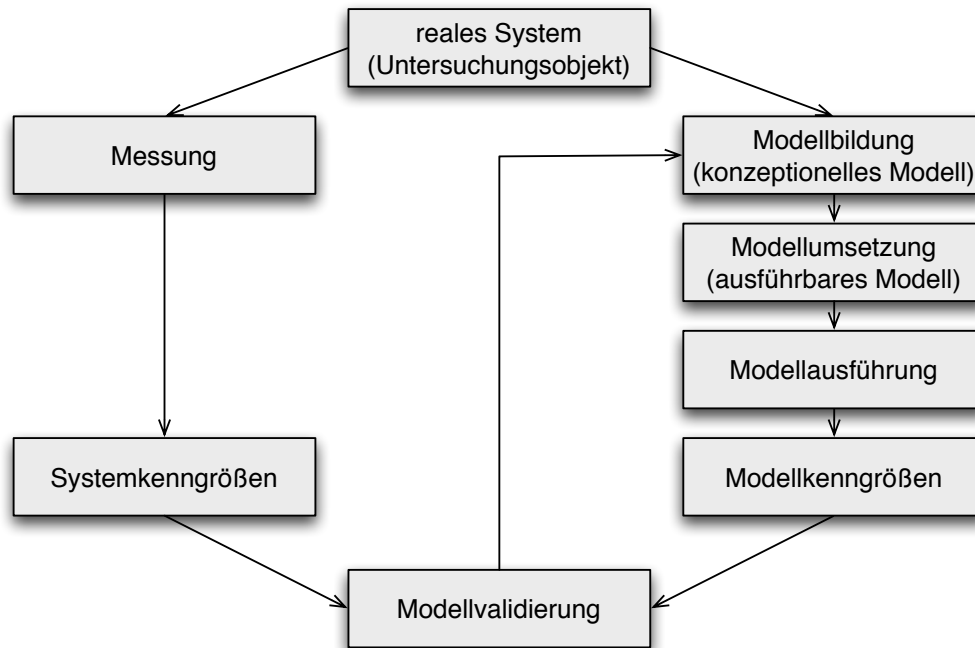 reales System
(Untersuchungsobjekt)
Messung
Modellbildung
(konzeptionelles Modell)
Modellumsetzung
(ausführbares Modell)
Modellausführung
Systemkenngrößen
Modellkenngrößen
Modellvalidierung